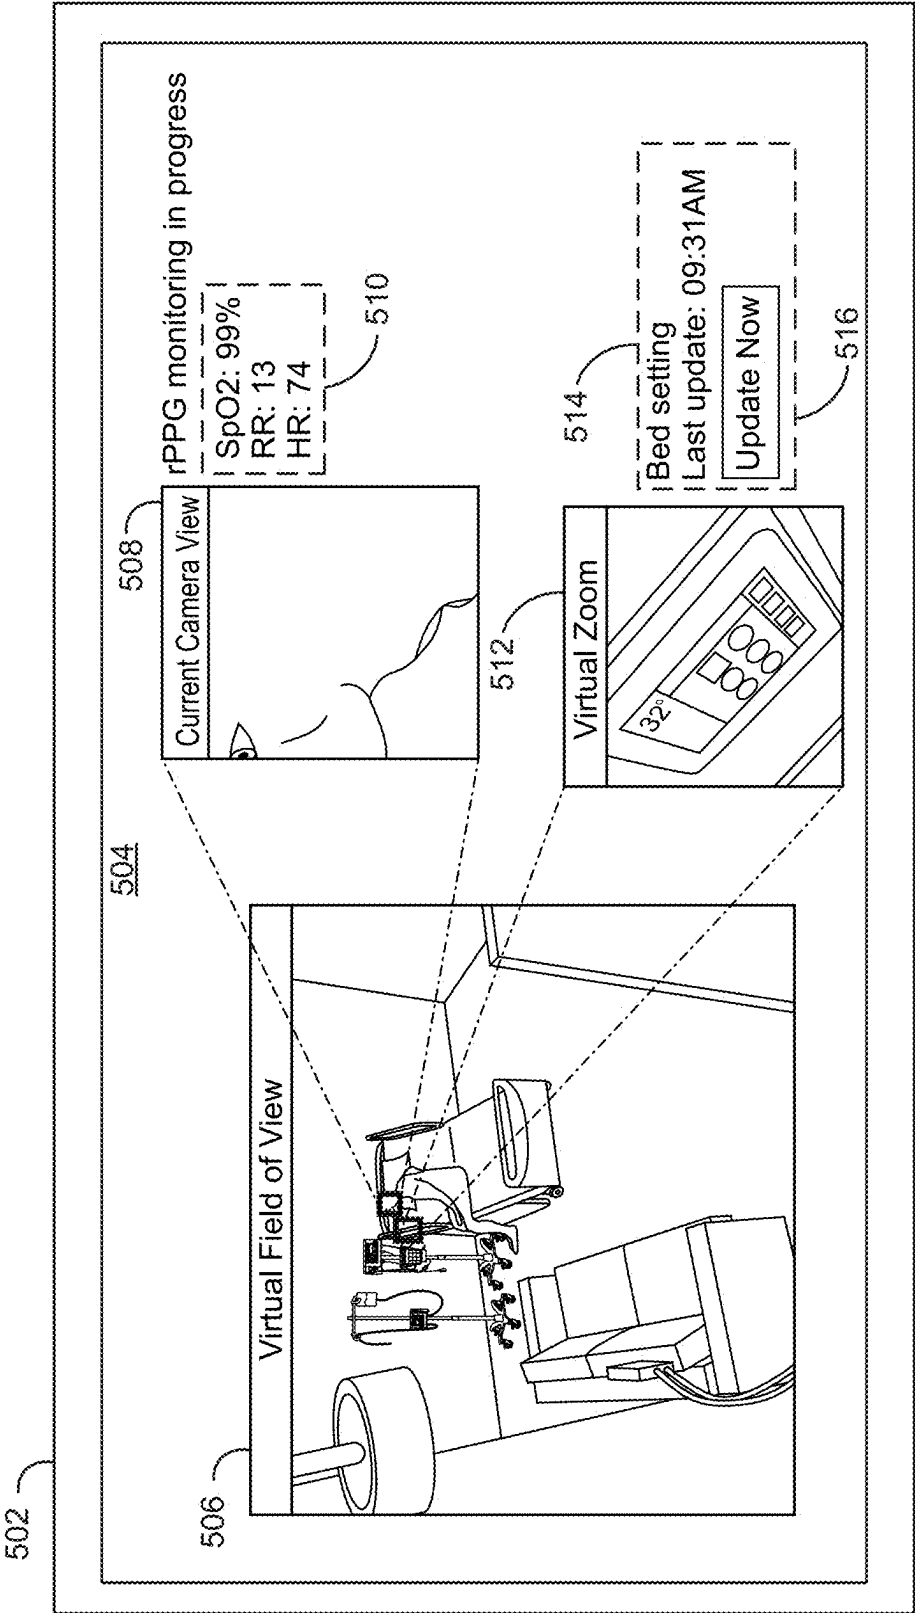 502
504
506
Virtual Field of View
508
Current Camera View
rPPG monitoring in progress
SpO2: 99%
RR: 13
HR: 74
510
512
Virtual Zoom
32°
514
Bed setting
Last update: 09:31AM
Update Now
516